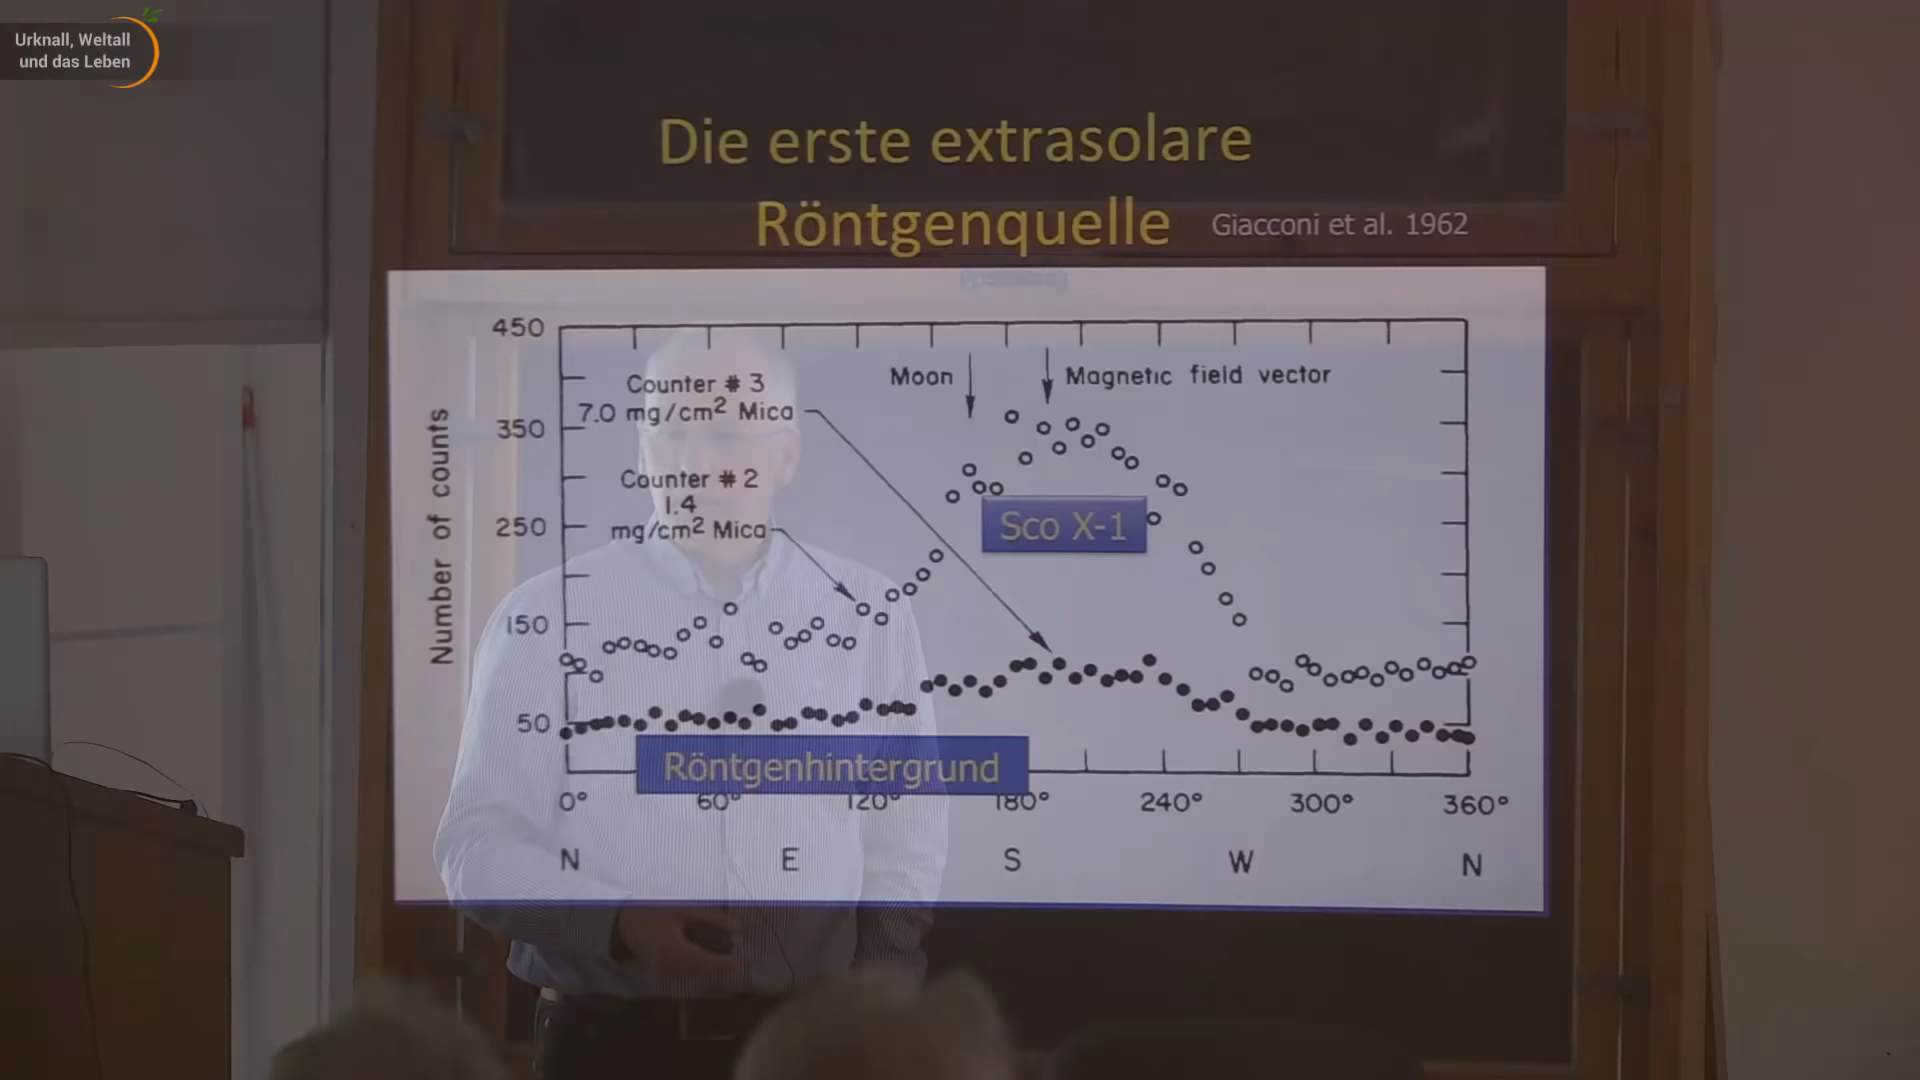 Urknall, Weltall
und das Leben
Die erste extrasolare
Röntgenquelle Giacconi et al. 1962
450
350
250
150
50
Number of counts
Counter # 3
7.0 mg/cm² Mica
Counter # 2
1.4
mg/cm² Mica
Moon
Magnetic field vector
Sco X-1
Röntgenhintergrund
0° 60° 120° 180° 240° 300° 360°
N E S W N